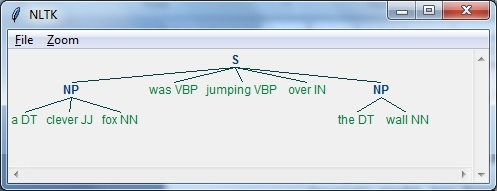 NLTK
File Zoom
S
NP was VBP jumping VBP over IN NP
a DT clever JJ fox NN the DT wall NN